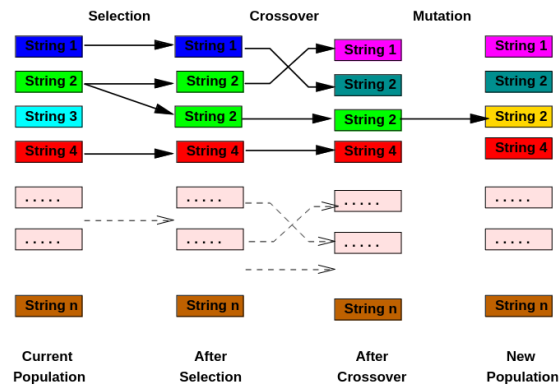 Selection Crossover Mutation
String 1 String 1 String 1 String 1
String 2 String 2 String 2 String 2
String 3 String 2 String 2 String 2
String 4 String 4 String 4 String 4
. . . . . . . . . . . . . . . . . . . .
. . . . . . . . . . . . . . . . . . . .
String n String n String n String n
Current After After New
Population Selection Crossover Population